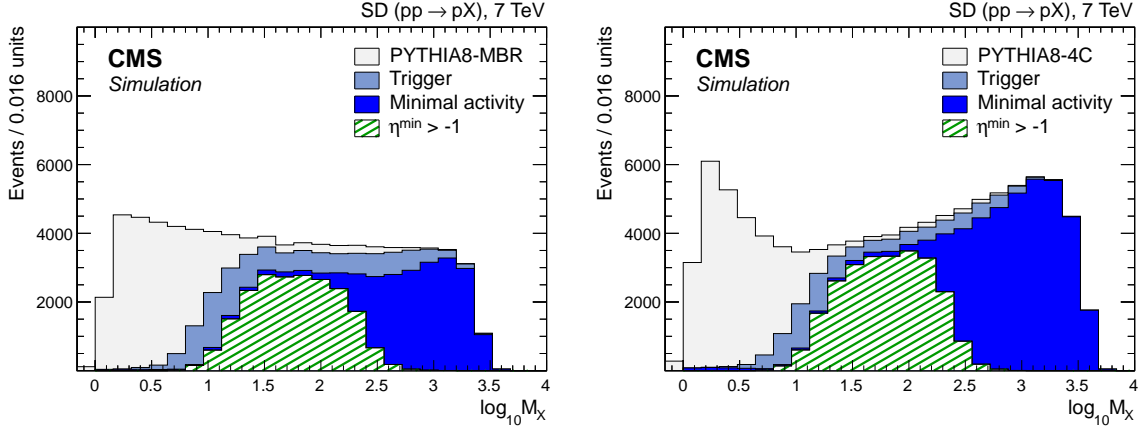 SD (pp → pX), 7 TeV
Events / 0.016 units
CMS
Simulation
PYTHIA8-MBR
Trigger
Minimal activity
η^min > -1
8000
6000
4000
2000
0 0.5 1 1.5 2 2.5 3 3.5 4
log₁₀M_X
SD (pp → pX), 7 TeV
Events / 0.016 units
CMS
Simulation
PYTHIA8-4C
Trigger
Minimal activity
η^min > -1
8000
6000
4000
2000
0 0.5 1 1.5 2 2.5 3 3.5 4
log₁₀M_X